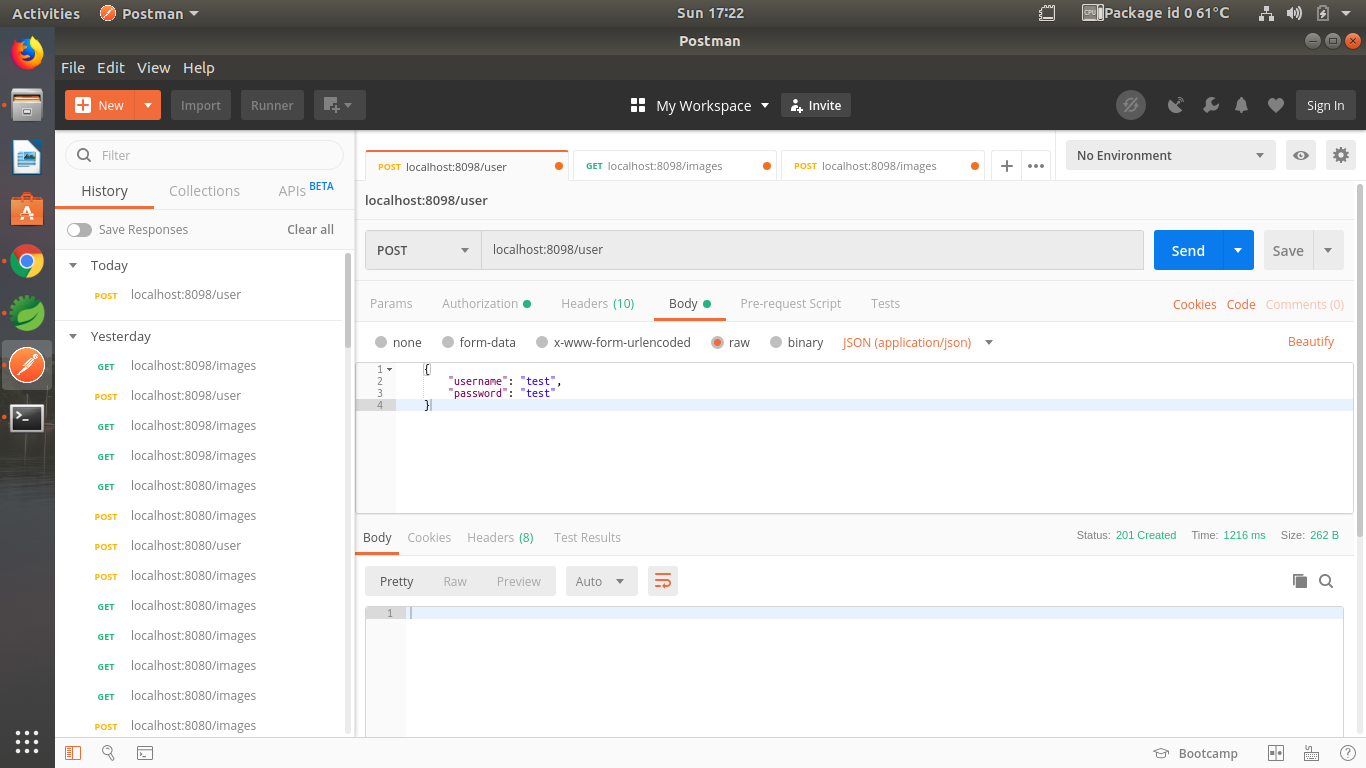 Activities Postman Sun 17:22 Package id 0 61°C
Postman
File Edit View Help
New Import Runner My Workspace Invite Sign In
Filter
History Collections APIs BETA
Save Responses Clear all
Today
POST localhost:8098/user
Yesterday
GET localhost:8098/images
POST localhost:8098/user
GET localhost:8098/images
GET localhost:8098/images
GET localhost:8080/images
POST localhost:8080/images
POST localhost:8080/user
POST localhost:8080/images
GET localhost:8080/images
GET localhost:8080/images
GET localhost:8080/images
GET localhost:8080/images
POST localhost:8080/images
POST localhost:8098/user GET localhost:8098/images POST localhost:8098/images No Environment
localhost:8098/user
POST localhost:8098/user Send Save
Params Authorization Headers (10) Body Pre-request Script Tests Cookies Code Comments (0)
none form-data x-www-form-urlencoded raw binary JSON (application/json) Beautify
1 {
2 "username": "test",
3 "password": "test"
4 }
Body Cookies Headers (8) Test Results Status: 201 Created Time: 1216 ms Size: 262 B
Pretty Raw Preview Auto
1
Bootcamp